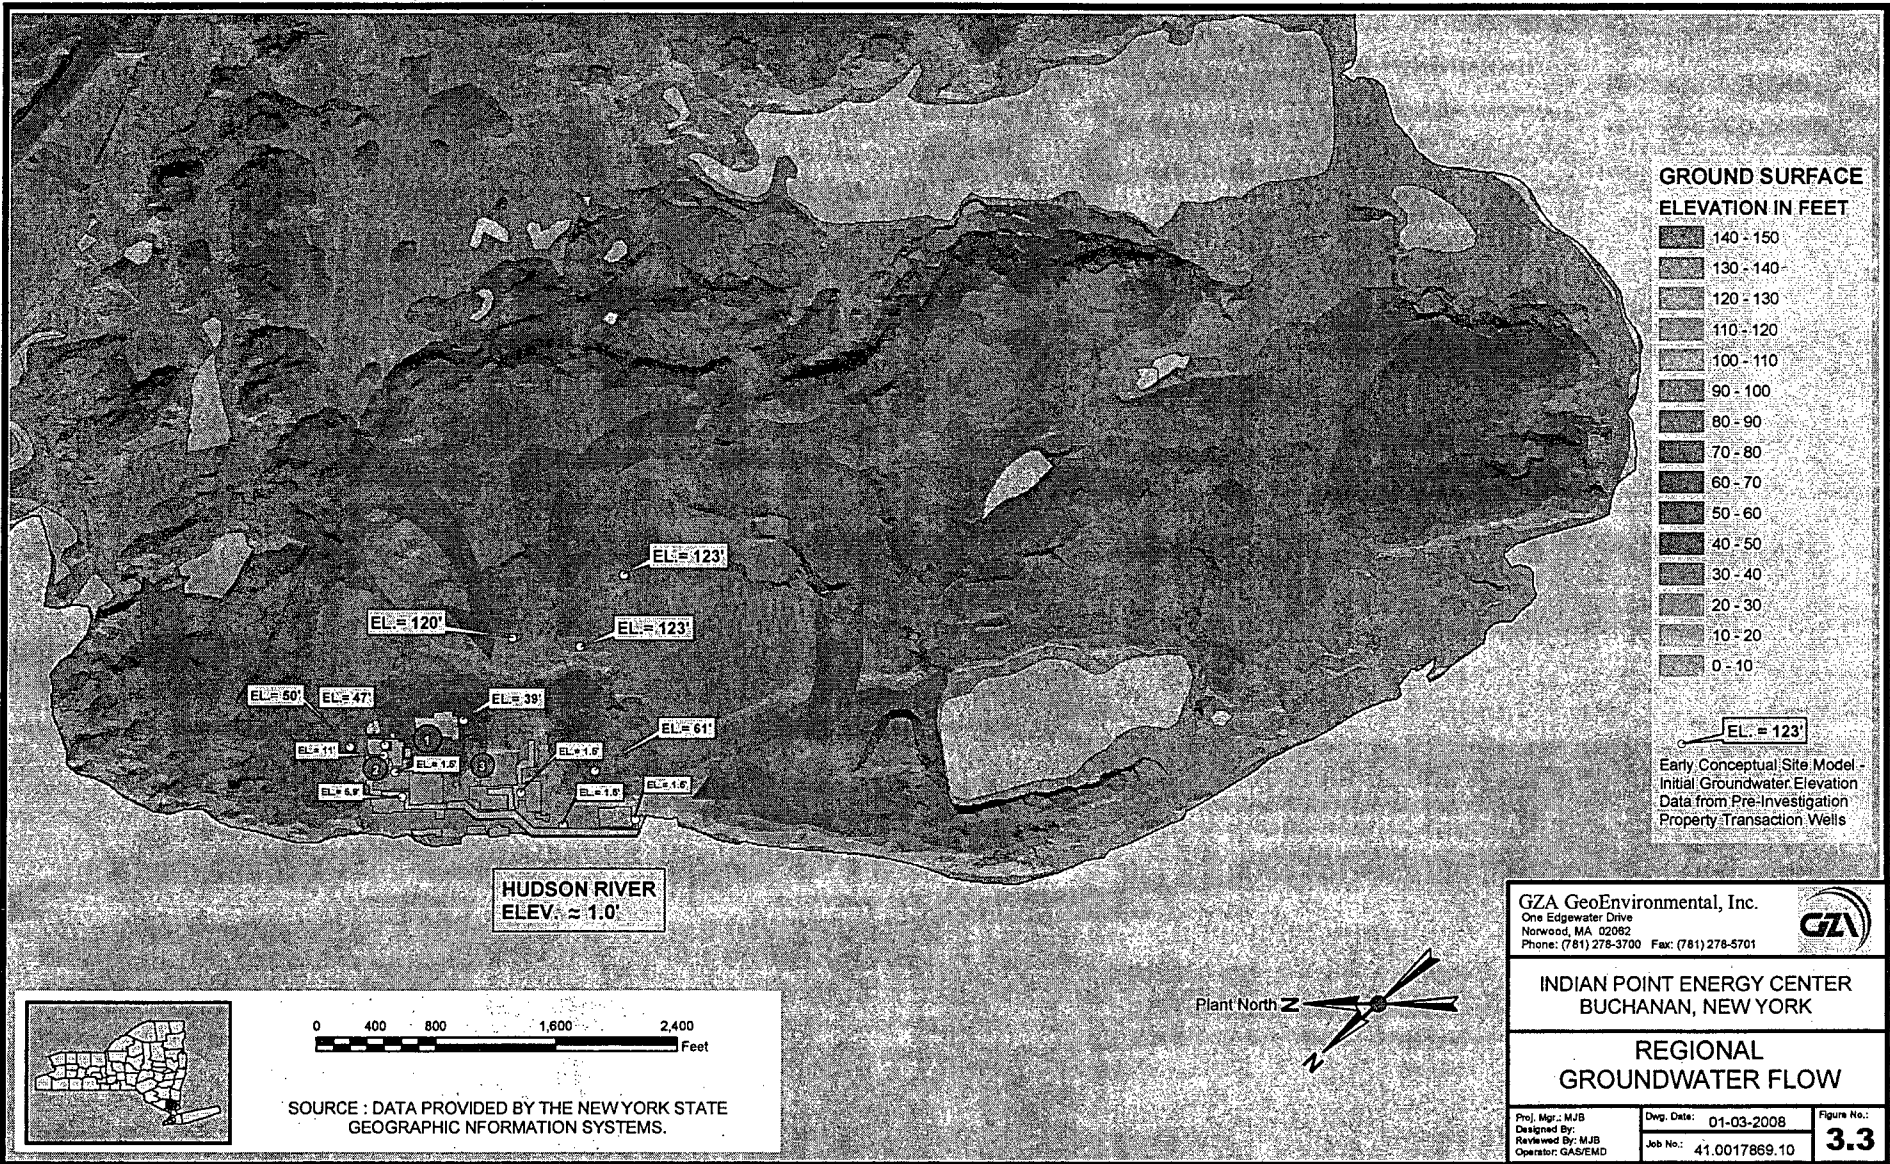 GROUND SURFACE
ELEVATION IN FEET
140 - 150
130 - 140
120 - 130
110 - 120
100 - 110
90 - 100
80 - 90
70 - 80
60 - 70
50 - 60
40 - 50
30 - 40
20 - 30
10 - 20
0 - 10
EL. = 123'
Early Conceptual Site Model -
Initial Groundwater Elevation
Data from Pre-Investigation
Property Transaction Wells
EL.= 123'
EL.= 120'
EL.= 123'
EL.= 50'
EL.= 47'
EL.= 39'
EL.= 61'
EL.= 11'
EL.= 1.5'
EL.= 1.6'
EL.= 5.9'
EL.= 1.5'
1
2
3
HUDSON RIVER
ELEV. ≈ 1.0'
Plant North N
N
0 400 800 1,600 2,400
Feet
SOURCE : DATA PROVIDED BY THE NEW YORK STATE
GEOGRAPHIC NFORMATION SYSTEMS.
GZA GeoEnvironmental, Inc.
One Edgewater Drive
Norwood, MA 02062
Phone: (781) 278-3700 Fax: (781) 278-5701
GZA
INDIAN POINT ENERGY CENTER
BUCHANAN, NEW YORK
REGIONAL
GROUNDWATER FLOW
Proj. Mgr.: MJB
Designed By:
Reviewed By: MJB
Operator: GAS/EMD
Dwg. Date: 01-03-2008
Job No.: 41.0017869.10
Figure No.:
3.3